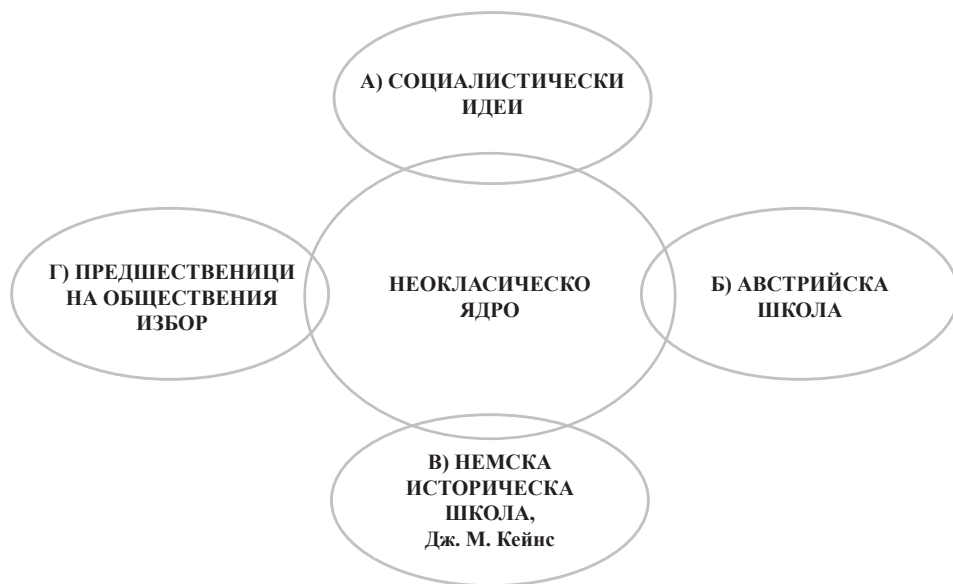 А) СОЦИАЛИСТИЧЕСКИ
ИДЕИ
Г) ПРЕДШЕСТВЕНИЦИ
НА ОБЩЕСТВЕНИЯ
ИЗБОР
НЕОКЛАСИЧЕСКО
ЯДРО
Б) АВСТРИЙСКА
ШКОЛА
В) НЕМСКА
ИСТОРИЧЕСКА
ШКОЛА,
Дж. М. Кейнс